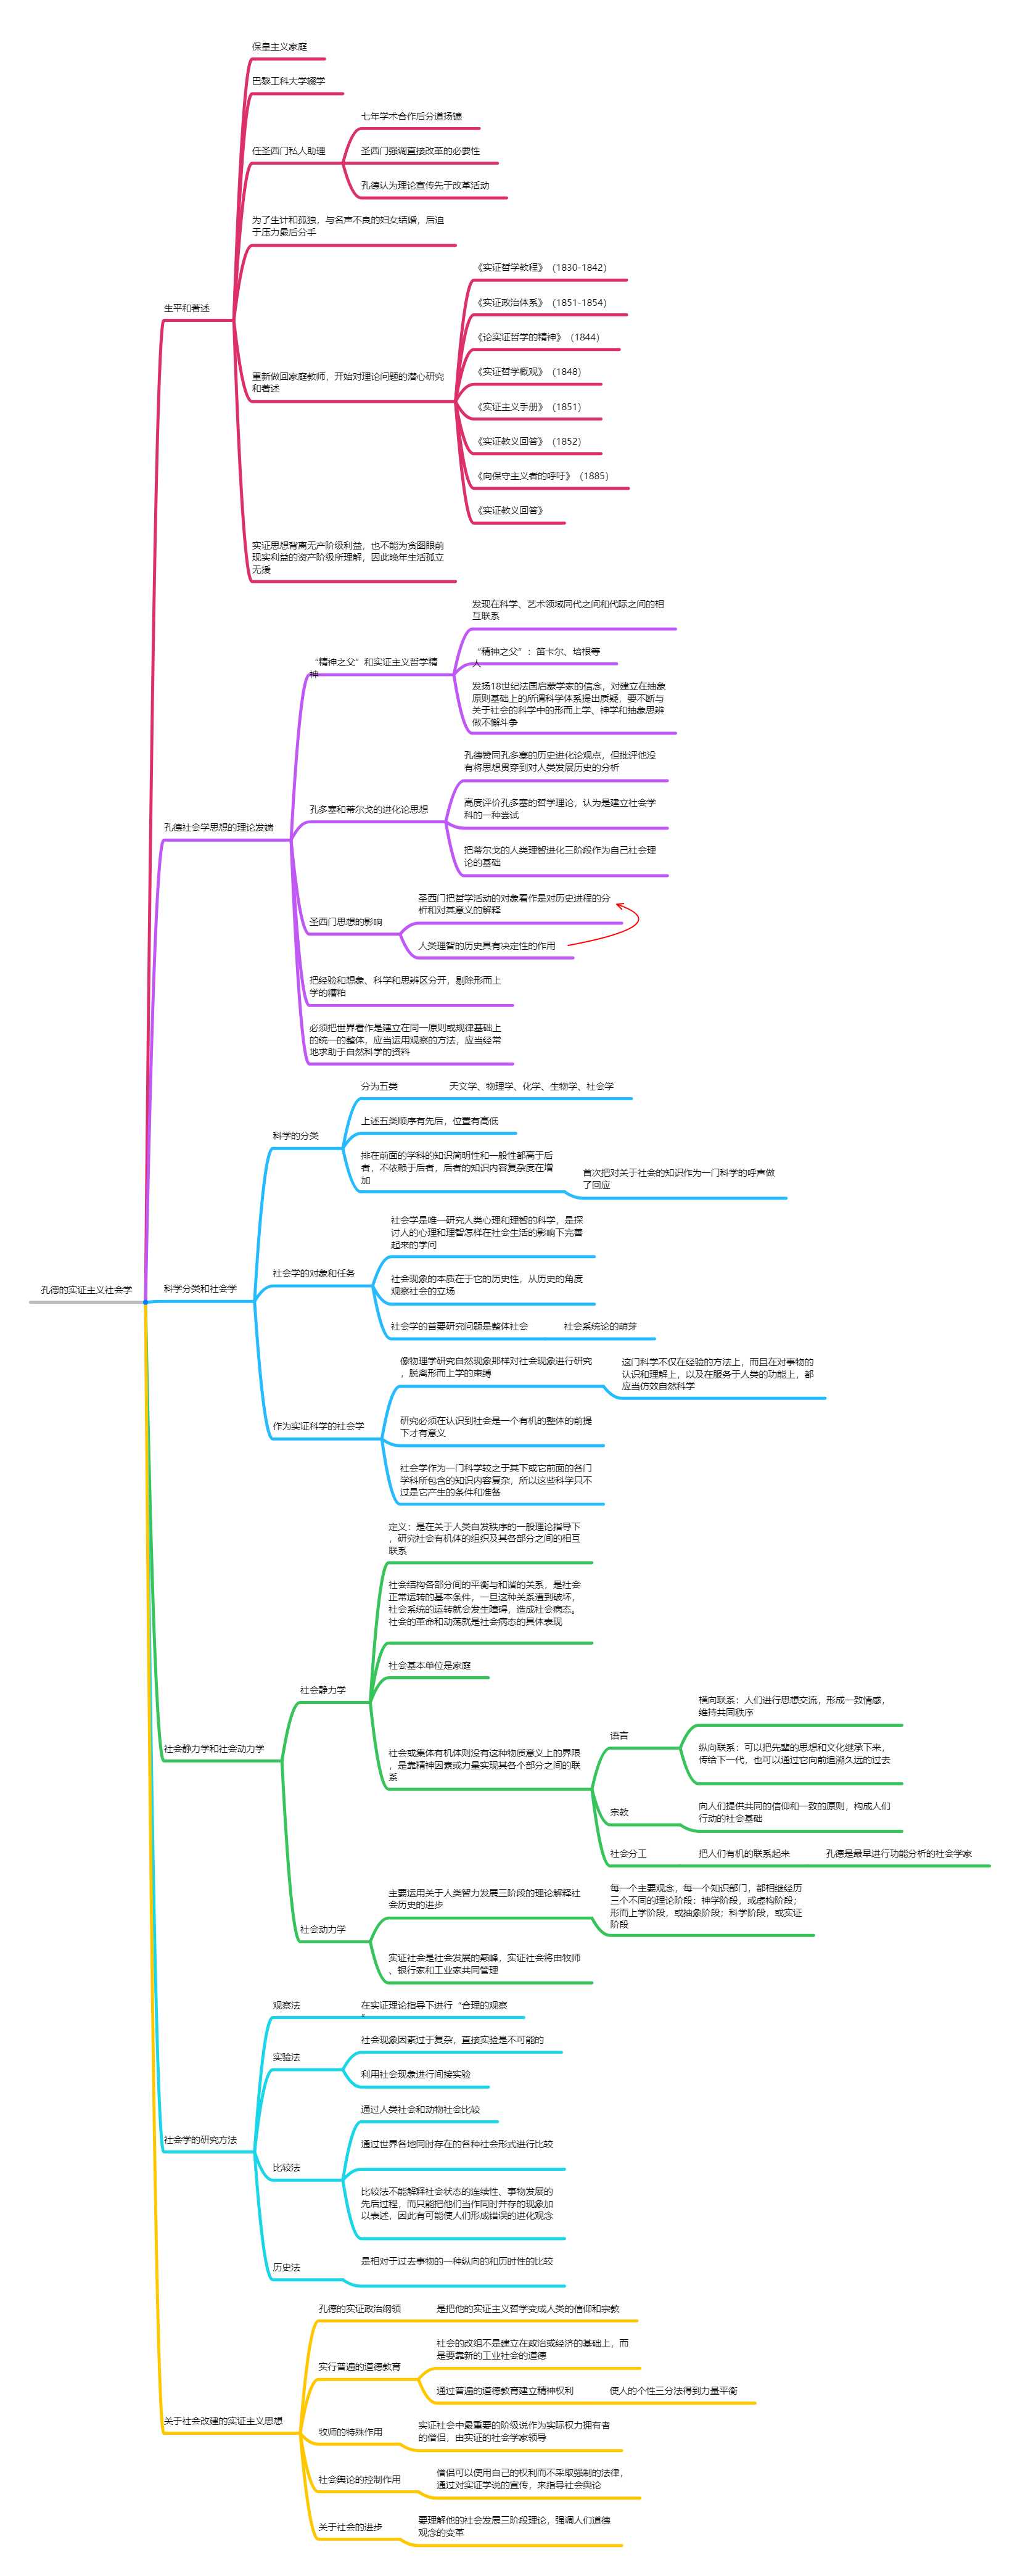 保皇主义家庭
巴黎工科大学辍学
七年学术合作后分道扬镳
任圣西门私人助理
圣西门强调直接改革的必要性
孔德认为理论宣传先于改革活动
为了生计和孤独，与名声不良的妇女结婚，后迫
于压力最后分手
生平和著述
《实证哲学教程》（1830-1842）
《实证政治体系》（1851-1854）
《论实证哲学的精神》（1844）
《实证哲学概观》（1848）
重新做回家庭教师，开始对理论问题的潜心研究
和著述
《实证主义手册》（1851）
《实证教义回答》（1852）
《向保守主义者的呼吁》（1885）
《实证教义回答》
实证思想背离无产阶级利益，也不能为贪图眼前
现实利益的资产阶级所理解，因此晚年生活孤立
无援
发现在科学、艺术领域同代之间和代际之间的相
互联系
“精神之父”和实证主义哲学精
神
“精神之父”：笛卡尔、培根等
人
发扬18世纪法国启蒙学家的信念，对建立在抽象
原则基础上的所谓科学体系提出质疑，要不断与
关于社会的科学中的形而上学、神学和抽象思辨
做不懈斗争
孔德赞同孔多塞的历史进化论观点，但批评他没
有将思想贯穿到对人类发展历史的分析
孔多塞和蒂尔戈的进化论思想
高度评价孔多塞的哲学理论，认为是建立社会学
科的一种尝试
孔德社会学思想的理论发端
把蒂尔戈的人类理智进化三阶段作为自己社会理
论的基础
圣西门思想的影响
圣西门把哲学活动的对象看作是对历史进程的分
析和对其意义的解释
人类理智的历史具有决定性的作用
把经验和想象、科学和思辨区分开，剔除形而上
学的糟粕
必须把世界看作是建立在同一原则或规律基础上
的统一的整体，应当运用观察的方法，应当经常
地求助于自然科学的资料
分为五类
天文学、物理学、化学、生物学、社会学
科学的分类
上述五类顺序有先后，位置有高低
排在前面的学科的知识简明性和一般性都高于后
者，不依赖于后者，后者的知识内容复杂度在增
加
首次把对关于社会的知识作为一门科学的呼声做
了回应
社会学是唯一研究人类心理和理智的科学，是探
讨人的心理和理智怎样在社会生活的影响下完善
起来的学问
孔德的实证主义社会学
科学分类和社会学
社会学的对象和任务
社会现象的本质在于它的历史性，从历史的角度
观察社会的立场
社会学的首要研究问题是整体社会
社会系统论的萌芽
像物理学研究自然现象那样对社会现象进行研究
，脱离形而上学的束缚
这门科学不仅在经验的方法上，而且在对事物的
认识和理解上，以及在服务于人类的功能上，都
应当仿效自然科学
作为实证科学的社会学
研究必须在认识到社会是一个有机的整体的前提
下才有意义
社会学作为一门科学较之于其下或它前面的各门
学科所包含的知识内容复杂，所以这些科学只不
过是它产生的条件和准备
定义：是在关于人类自发秩序的一般理论指导下
，研究社会有机体的组织及其各部分之间的相互
联系
社会结构各部分间的平衡与和谐的关系，是社会
正常运转的基本条件，一旦这种关系遭到破坏，
社会系统的运转就会发生障碍，造成社会病态。
社会的革命和动荡就是社会病态的具体表现
社会基本单位是家庭
社会静力学
社会静力学和社会动力学
社会或集体有机体则没有这种物质意义上的界限
，是靠精神因素或力量实现其各个部分之间的联
系
语言
横向联系：人们进行思想交流，形成一致情感，
维持共同秩序
纵向联系：可以把先辈的思想和文化继承下来，
传给下一代，也可以通过它向前追溯久远的过去
宗教
向人们提供共同的信仰和一致的原则，构成人们
行动的社会基础
社会分工
把人们有机的联系起来
孔德是最早进行功能分析的社会学家
主要运用关于人类智力发展三阶段的理论解释社
会历史的进步
每一个主要观念，每一个知识部门，都相继经历
三个不同的理论阶段：神学阶段，或虚构阶段；
形而上学阶段，或抽象阶段；科学阶段，或实证
阶段
社会动力学
实证社会是社会发展的巅峰，实证社会将由牧师
、银行家和工业家共同管理
观察法
在实证理论指导下进行“合理的观察
”
实验法
社会现象因素过于复杂，直接实验是不可能的
利用社会现象进行间接实验
社会学的研究方法
通过人类社会和动物社会比较
比较法
通过世界各地同时存在的各种社会形式进行比较
比较法不能解释社会状态的连续性、事物发展的
先后过程，而只能把他们当作同时并存的现象加
以表述，因此有可能使人们形成错误的进化观念
历史法
是相对于过去事物的一种纵向的和历时性的比较
孔德的实证政治纲领
是把他的实证主义哲学变成人类的信仰和宗教
实行普遍的道德教育
社会的改组不是建立在政治或经济的基础上，而
是要靠新的工业社会的道德
通过普遍的道德教育建立精神权利
使人的个性三分法得到力量平衡
关于社会改建的实证主义思想
牧师的特殊作用
实证社会中最重要的阶级说作为实际权力拥有者
的僧侣，由实证的社会学家领导
社会舆论的控制作用
僧侣可以使用自己的权利而不采取强制的法律，
通过对实证学说的宣传，来指导社会舆论
关于社会的进步
要理解他的社会发展三阶段理论，强调人们道德
观念的变革